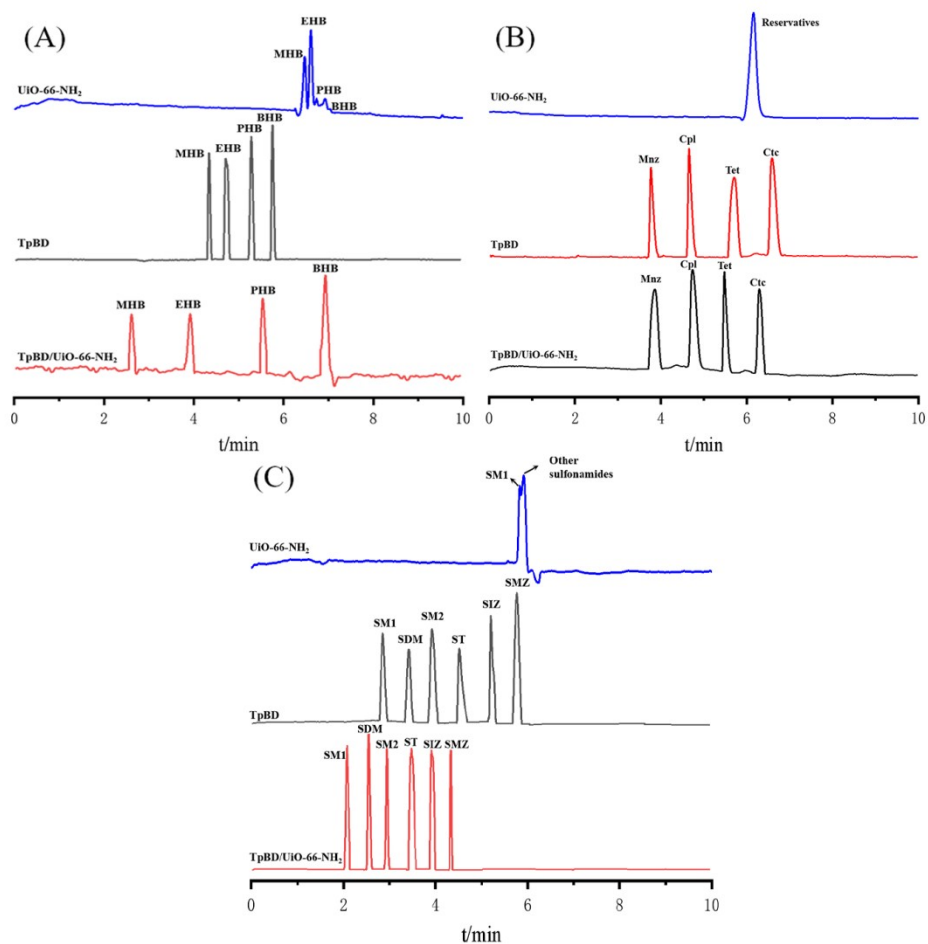 (A)
EHB
MHB
PHB
BHB
UiO-66-NH₂
BHB
PHB
EHB
MHB
TpBD
BHB
PHB
EHB
MHB
TpBD/UiO-66-NH₂
0 2 4 6 8 10
t/min
(B)
Reservatives
UiO-66-NH₂
Mnz Cpl Tet Ctc
TpBD
Mnz Cpl Tet Ctc
TpBD/UiO-66-NH₂
0 2 4 6 8 10
t/min
(C)
SM1
Other
sulfonamides
UiO-66-NH₂
SM1 SDM SM2 ST SIZ SMZ
TpBD
SM1 SDM SM2 ST SIZ SMZ
TpBD/UiO-66-NH₂
0 2 4 6 8 10
t/min